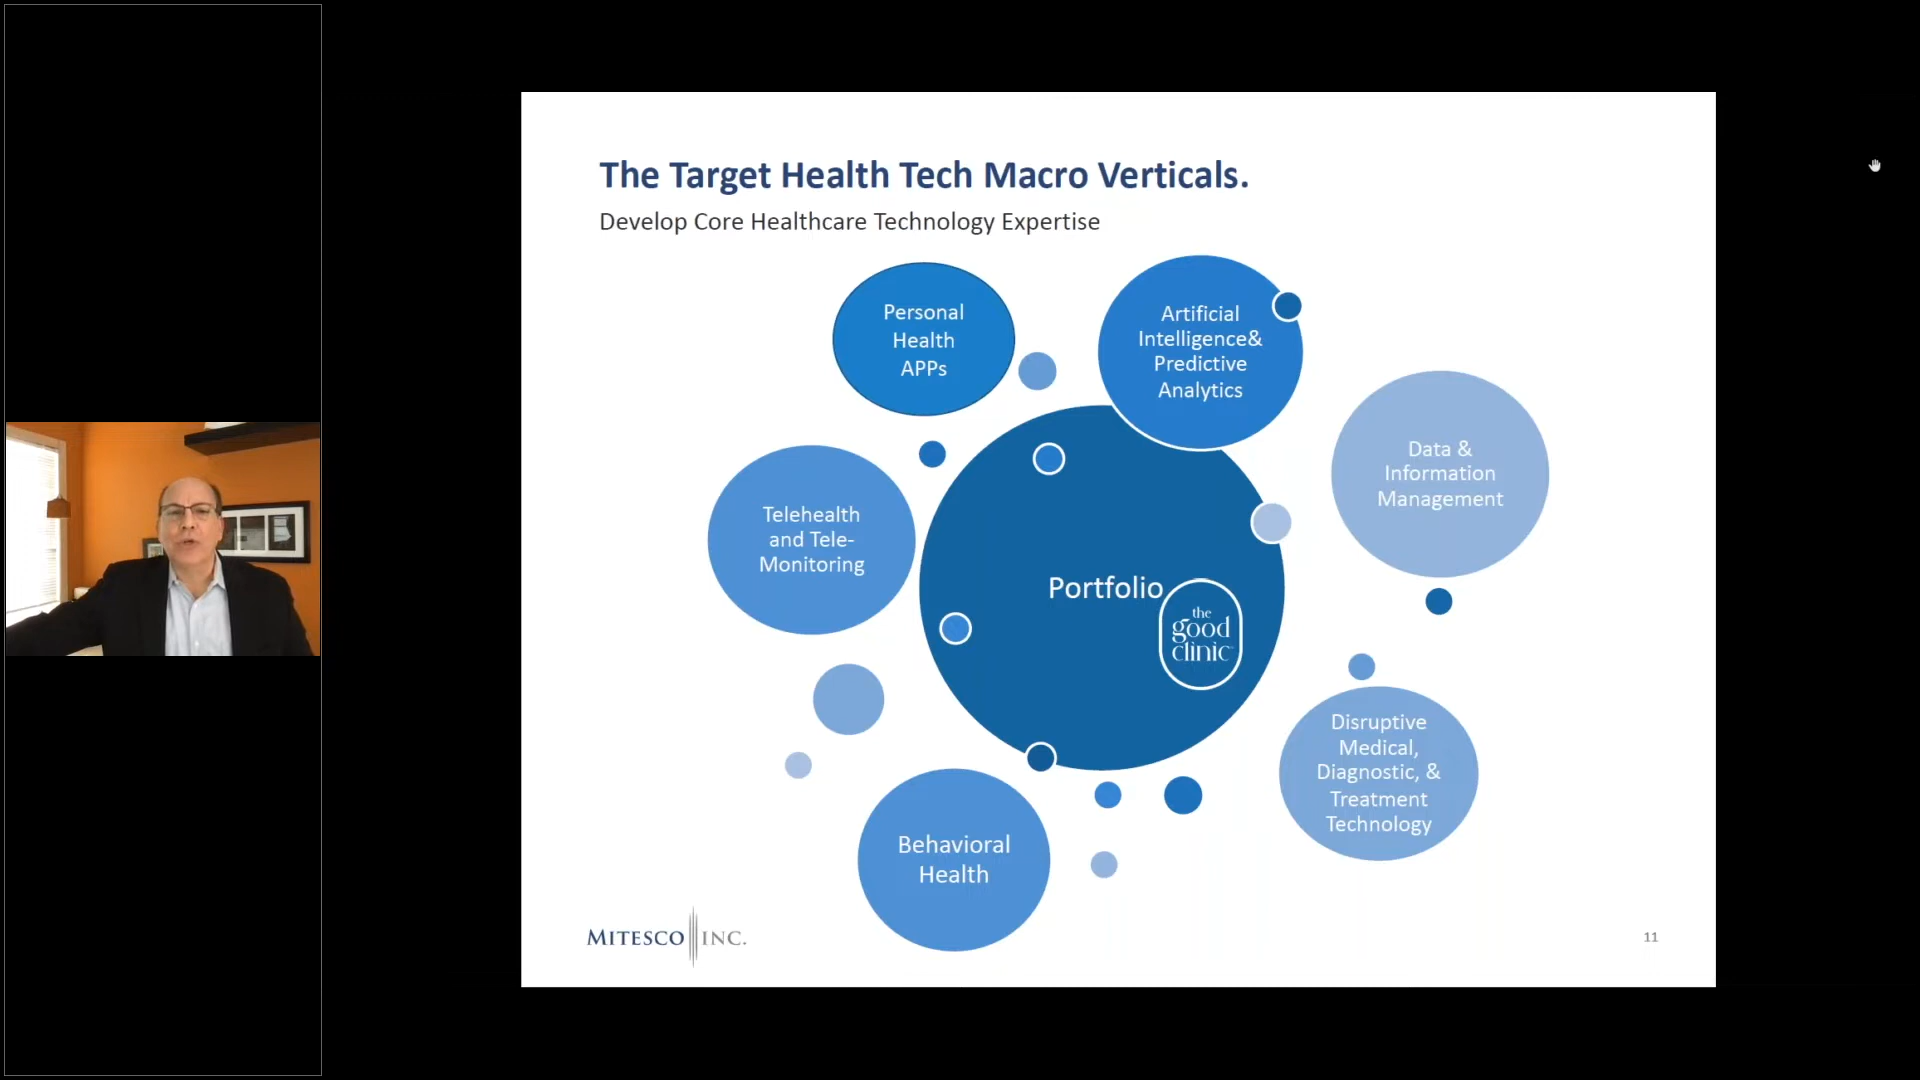 The Target Health Tech Macro Verticals.
Develop Core Healthcare Technology Expertise
Personal
Health
APPs
Artificial
Intelligence&
Predictive
Analytics
Data &
Information
Management
Telehealth
and Tele-
Monitoring
Portfolio
the
good
clinic
Disruptive
Medical,
Diagnostic, &
Treatment
Technology
Behavioral
Health
MITESCO INC.
11